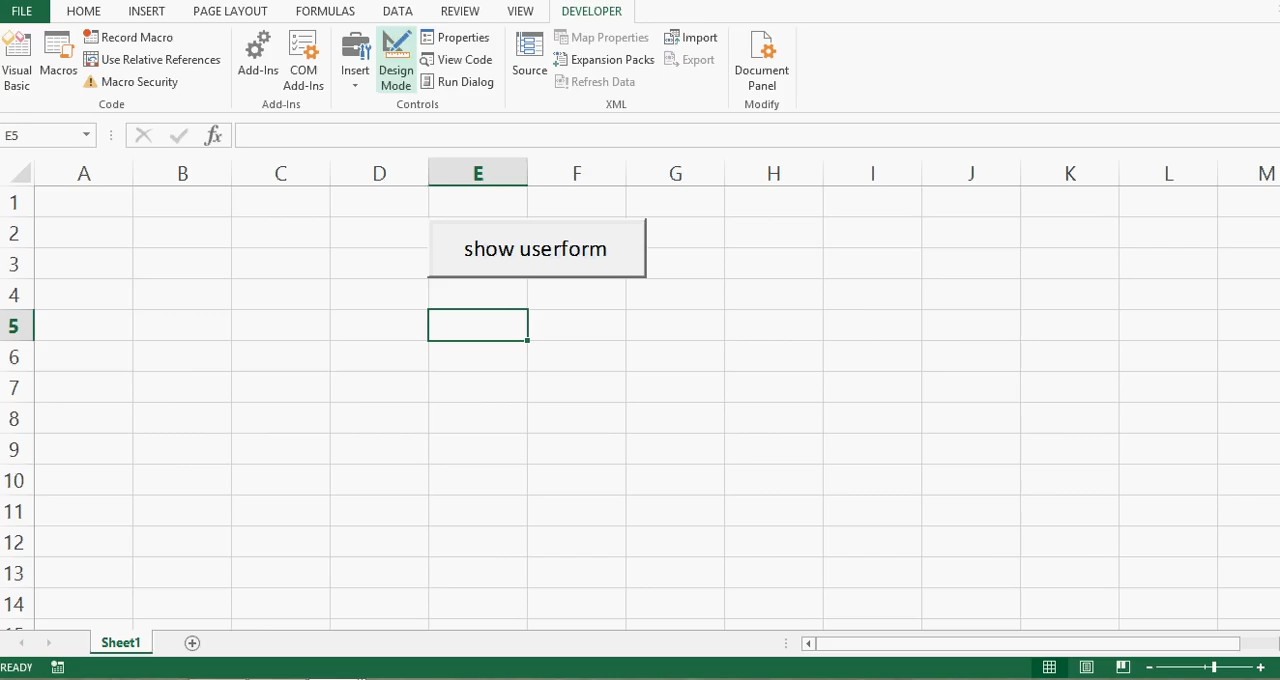 FILE HOME INSERT PAGE LAYOUT FORMULAS DATA REVIEW VIEW DEVELOPER
Visual Basic
Macros
Record Macro
Use Relative References
Macro Security
Code
Add-Ins
COM Add-Ins
Add-Ins
Insert
Design Mode
Properties
View Code
Run Dialog
Controls
Source
Map Properties
Expansion Packs
Refresh Data
Import
Export
XML
Document Panel
Modify
E5
fx
A B C D E F G H I J K L M
1
2
show userform
3
4
5
6
7
8
9
10
11
12
13
14
Sheet1
READY